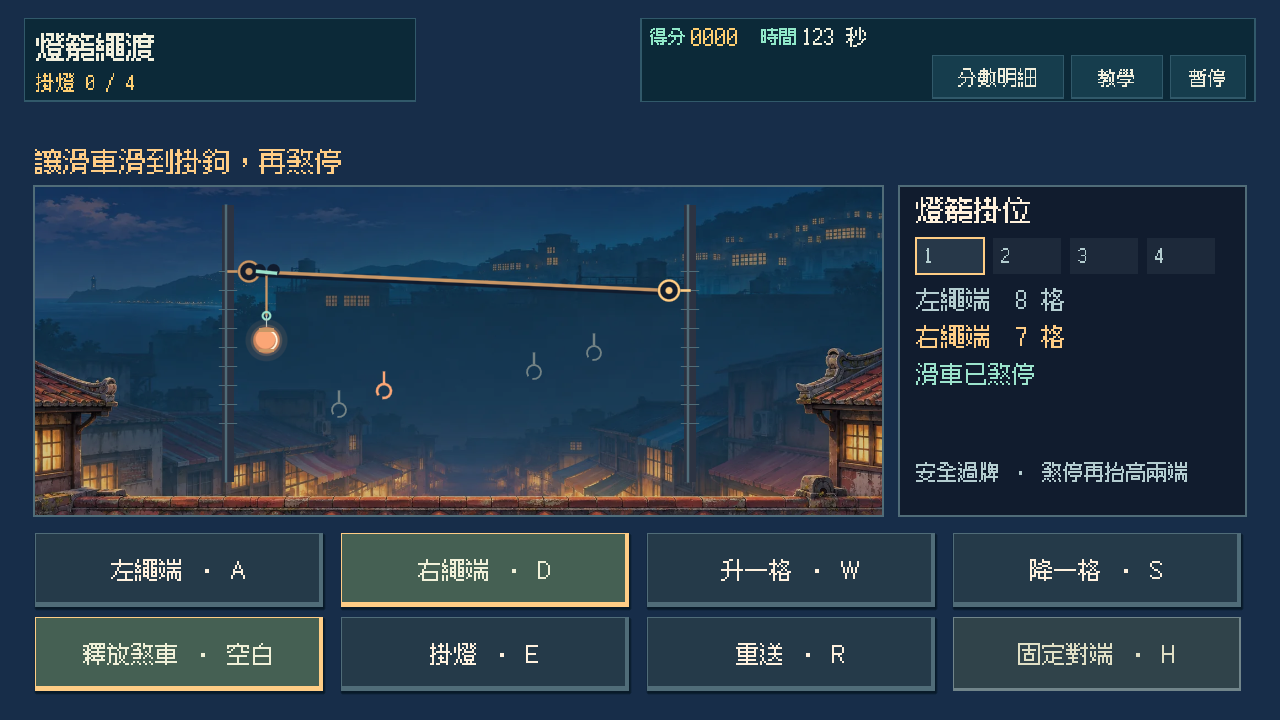 燈籠繩渡
掛燈 0 / 4
得分 0000 時間 123 秒
分數明細 教學 暫停
讓滑車滑到掛鉤，再煞停
燈籠掛位
1 2 3 4
左繩端 8 格
右繩端 7 格
滑車已煞停
安全過牌 · 煞停再抬高兩端
左繩端 · A 右繩端 · D 升一格 · W 降一格 · S
釋放煞車 · 空白 掛燈 · E 重送 · R 固定對端 · H